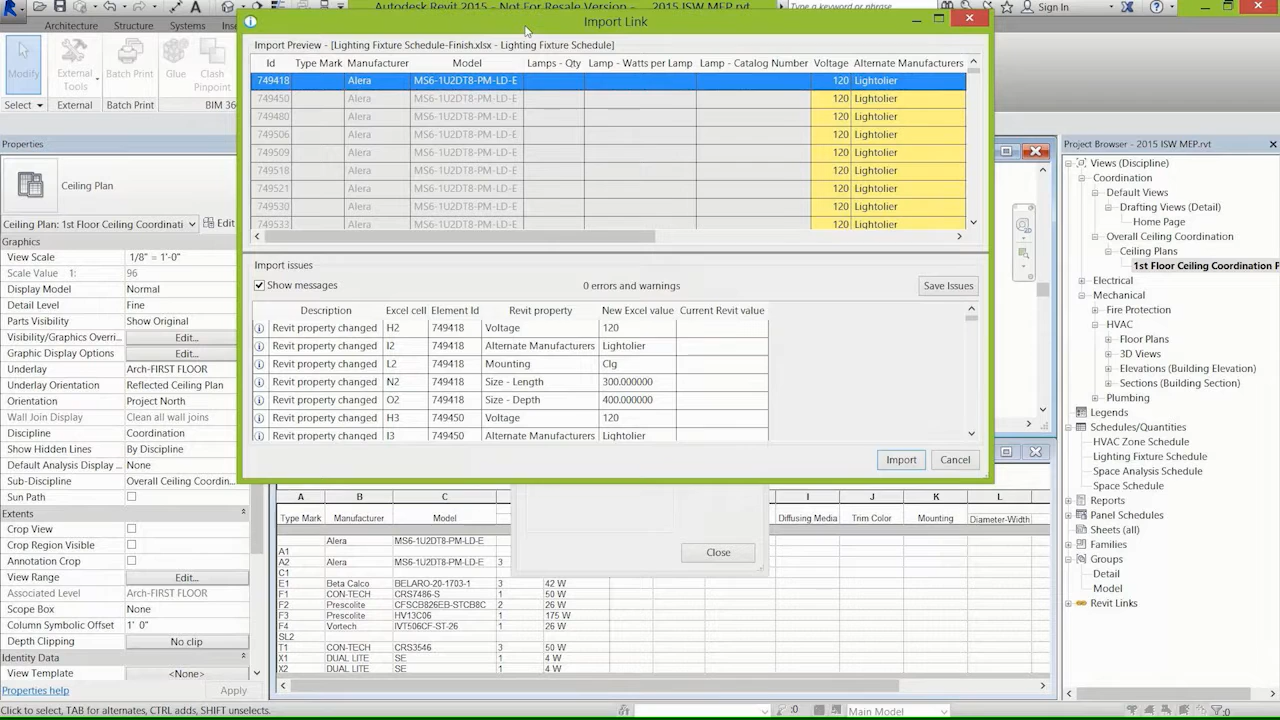 Autodesk Revit 2015 - Not For Resale Version - 2015 ISW MEP.rvt
Sign In
Architecture Structure Systems
Modify
External Tools
Batch Print
Glue
Clash Pinpoint
Select External Batch Print BIM 36
Import Link
Import Preview - [Lighting Fixture Schedule-Finish.xlsx - Lighting Fixture Schedule]
Id Type Mark Manufacturer Model Lamps - Qty Lamp - Watts per Lamp Lamp - Catalog Number Voltage Alternate Manufacturers
749418 Alera MS6-1U2DT8-PM-LD-E 120 Lightolier
749450 Alera MS6-1U2DT8-PM-LD-E 120 Lightolier
749480 Alera MS6-1U2DT8-PM-LD-E 120 Lightolier
749506 Alera MS6-1U2DT8-PM-LD-E 120 Lightolier
749509 Alera MS6-1U2DT8-PM-LD-E 120 Lightolier
749518 Alera MS6-1U2DT8-PM-LD-E 120 Lightolier
749521 Alera MS6-1U2DT8-PM-LD-E 120 Lightolier
749530 Alera MS6-1U2DT8-PM-LD-E 120 Lightolier
749533 Alera MS6-1U2DT8-PM-LD-E 120 Lightolier
Import issues
Show messages 0 errors and warnings Save Issues
Description Excel cell Element Id Revit property New Excel value Current Revit value
Revit property changed H2 749418 Voltage 120
Revit property changed I2 749418 Alternate Manufacturers Lightolier
Revit property changed L2 749418 Mounting Clg
Revit property changed N2 749418 Size - Length 300.000000
Revit property changed O2 749418 Size - Depth 400.000000
Revit property changed H3 749450 Voltage 120
Revit property changed I3 749450 Alternate Manufacturers Lightolier
Import Cancel
Properties
Ceiling Plan
Ceiling Plan: 1st Floor Ceiling Coordinati Edit
Graphics
View Scale 1/8" = 1'-0"
Scale Value 1: 96
Display Model Normal
Detail Level Fine
Parts Visibility Show Original
Visibility/Graphics Overri... Edit...
Graphic Display Options Edit...
Underlay Arch-FIRST FLOOR
Underlay Orientation Reflected Ceiling Plan
Orientation Project North
Wall Join Display Clean all wall joins
Discipline Coordination
Show Hidden Lines By Discipline
Default Analysis Display ... None
Sub-Discipline Overall Ceiling Coordin...
Sun Path
Extents
Crop View
Crop Region Visible
Annotation Crop
View Range Edit...
Associated Level Arch-FIRST FLOOR
Scope Box None
Column Symbolic Offset 1' 0"
Depth Clipping No clip
Identity Data
View Template <None>
Properties help Apply
Close
A B C I J K L
Type Mark Manufacturer Model Diffusing Media Trim Color Mounting Diameter-Width
Alera MS6-1U2DT8-PM-LD-E
A1
A2 Alera MS6-1U2DT8-PM-LD-E 3
C1
E1 Beta Calco BELARO-20-1703-1 3 42 W
F1 CON-TECH CRS7486-S 1 50 W
F2 Prescolite CFSCB826EB-STCB8C 2 26 W
F3 Prescolite HV13C06 1 175 W
F4 Vortech IVT506CF-ST-26 1 26 W
SL2
T1 CON-TECH CRS3546 3 50 W
X1 DUAL LITE SE 1 4 W
X2 DUAL LITE SE 1 4 W
Project Browser - 2015 ISW MEP.rvt
Views (Discipline)
Coordination
Default Views
Drafting Views (Detail)
Home Page
Overall Ceiling Coordination
Ceiling Plans
1st Floor Ceiling Coordination P
Electrical
Mechanical
Fire Protection
HVAC
Floor Plans
3D Views
Elevations (Building Elevation)
Sections (Building Section)
Plumbing
Legends
Schedules/Quantities
HVAC Zone Schedule
Lighting Fixture Schedule
Space Analysis Schedule
Space Schedule
Reports
Panel Schedules
Sheets (all)
Families
Groups
Detail
Model
Revit Links
Click to select, TAB for alternates, CTRL adds, SHIFT unselects.
:0
Main Model
:0